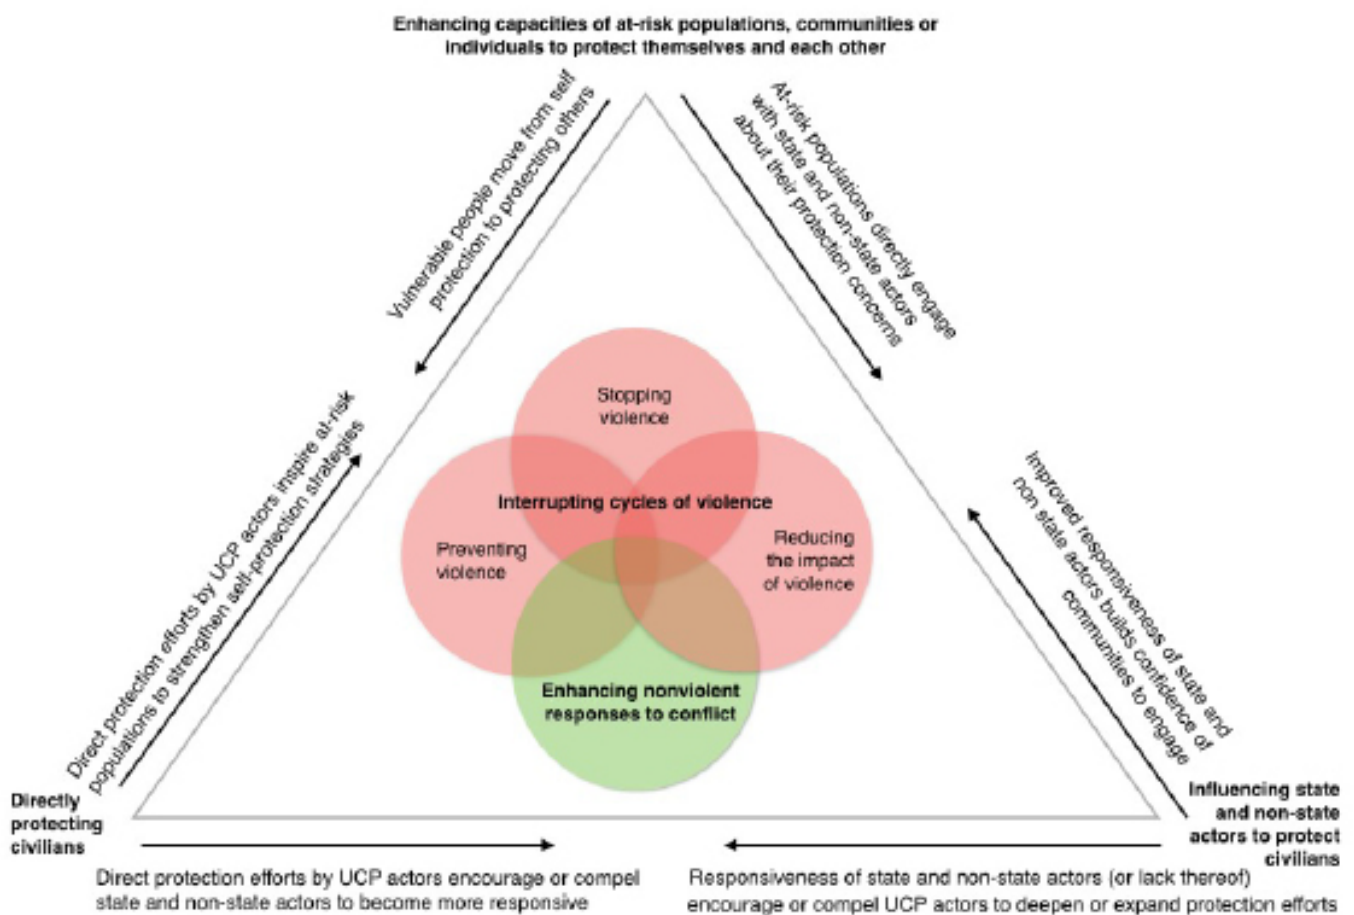 Enhancing capacities of at-risk populations, communities or
individuals to protect themselves and each other
Vulnerable people move from self
protection to protecting others
At-risk populations directly engage
with state and non-state actors
about their protection concerns
Stopping
violence
Interrupting cycles of violence
Preventing
violence
Reducing
the impact
of violence
Enhancing nonviolent
responses to conflict
Direct protection efforts by UCP actors inspire at-risk
populations to strengthen self-protection strategies
Improved responsiveness of state and
non state actors builds confidence of
communities to engage
Directly
protecting
civilians
Influencing state
and non-state
actors to protect
civilians
Direct protection efforts by UCP actors encourage or compel
state and non-state actors to become more responsive
Responsiveness of state and non-state actors (or lack thereof)
encourage or compel UCP actors to deepen or expand protection efforts